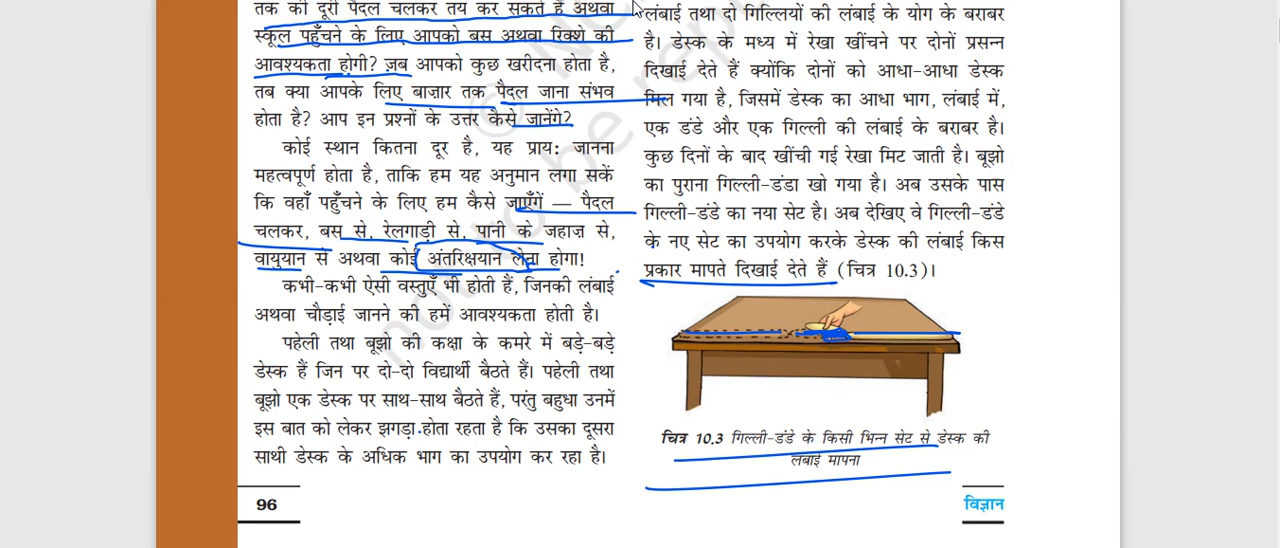 तक की दूरी पैदल चलकर तय कर सकते हैं अथवा
स्कूल पहुँचने के लिए आपको बस अथवा रिक्शे की
आवश्यकता होगी? ज़ब आपको कुछ खरीदना होता है,
तब क्या आपके लिए बाज़ार तक पैदल जाना संभव
होता है? आप इन प्रश्नों के उत्तर कैसे जानेंगे?
कोई स्थान कितना दूर है, यह प्राय: जानना
महत्वपूर्ण होता है, ताकि हम यह अनुमान लगा सकें
कि वहाँ पहुँचने के लिए हम कैसे जाएँगें — पैदल
चलकर, बस से, रेलगाड़ी से, पानी के जहाज़ से,
वायुयान से अथवा कोई अंतरिक्षयान लेना होगा!
कभी-कभी ऐसी वस्तुएँ भी होती हैं, जिनकी लंबाई
अथवा चौड़ाई जानने की हमें आवश्यकता होती है।
पहेली तथा बूझो की कक्षा के कमरे में बड़े-बड़े
डेस्क हैं जिन पर दो-दो विद्यार्थी बैठते हैं। पहेली तथा
बूझो एक डेस्क पर साथ-साथ बैठते हैं, परंतु बहुधा उनमें
इस बात को लेकर झगड़ा होता रहता है कि उसका दूसरा
साथी डेस्क के अधिक भाग का उपयोग कर रहा है।
लंबाई तथा दो गिल्लियों की लंबाई के योग के बराबर
है। डेस्क के मध्य में रेखा खींचने पर दोनों प्रसन्न
दिखाई देते हैं क्योंकि दोनों को आधा-आधा डेस्क
मिल गया है, जिसमें डेस्क का आधा भाग, लंबाई में,
एक डंडे और एक गिल्ली की लंबाई के बराबर है।
कुछ दिनों के बाद खींची गई रेखा मिट जाती है। बूझो
का पुराना गिल्ली-डंडा खो गया है। अब उसके पास
गिल्ली-डंडे का नया सेट है। अब देखिए वे गिल्ली-डंडे
के नए सेट का उपयोग करके डेस्क की लंबाई किस
प्रकार मापते दिखाई देते हैं (चित्र 10.3)।
चित्र 10.3 गिल्ली-डंडे के किसी भिन्न सेट से डेस्क की
लंबाई मापना
96
विज्ञान
not to be rep